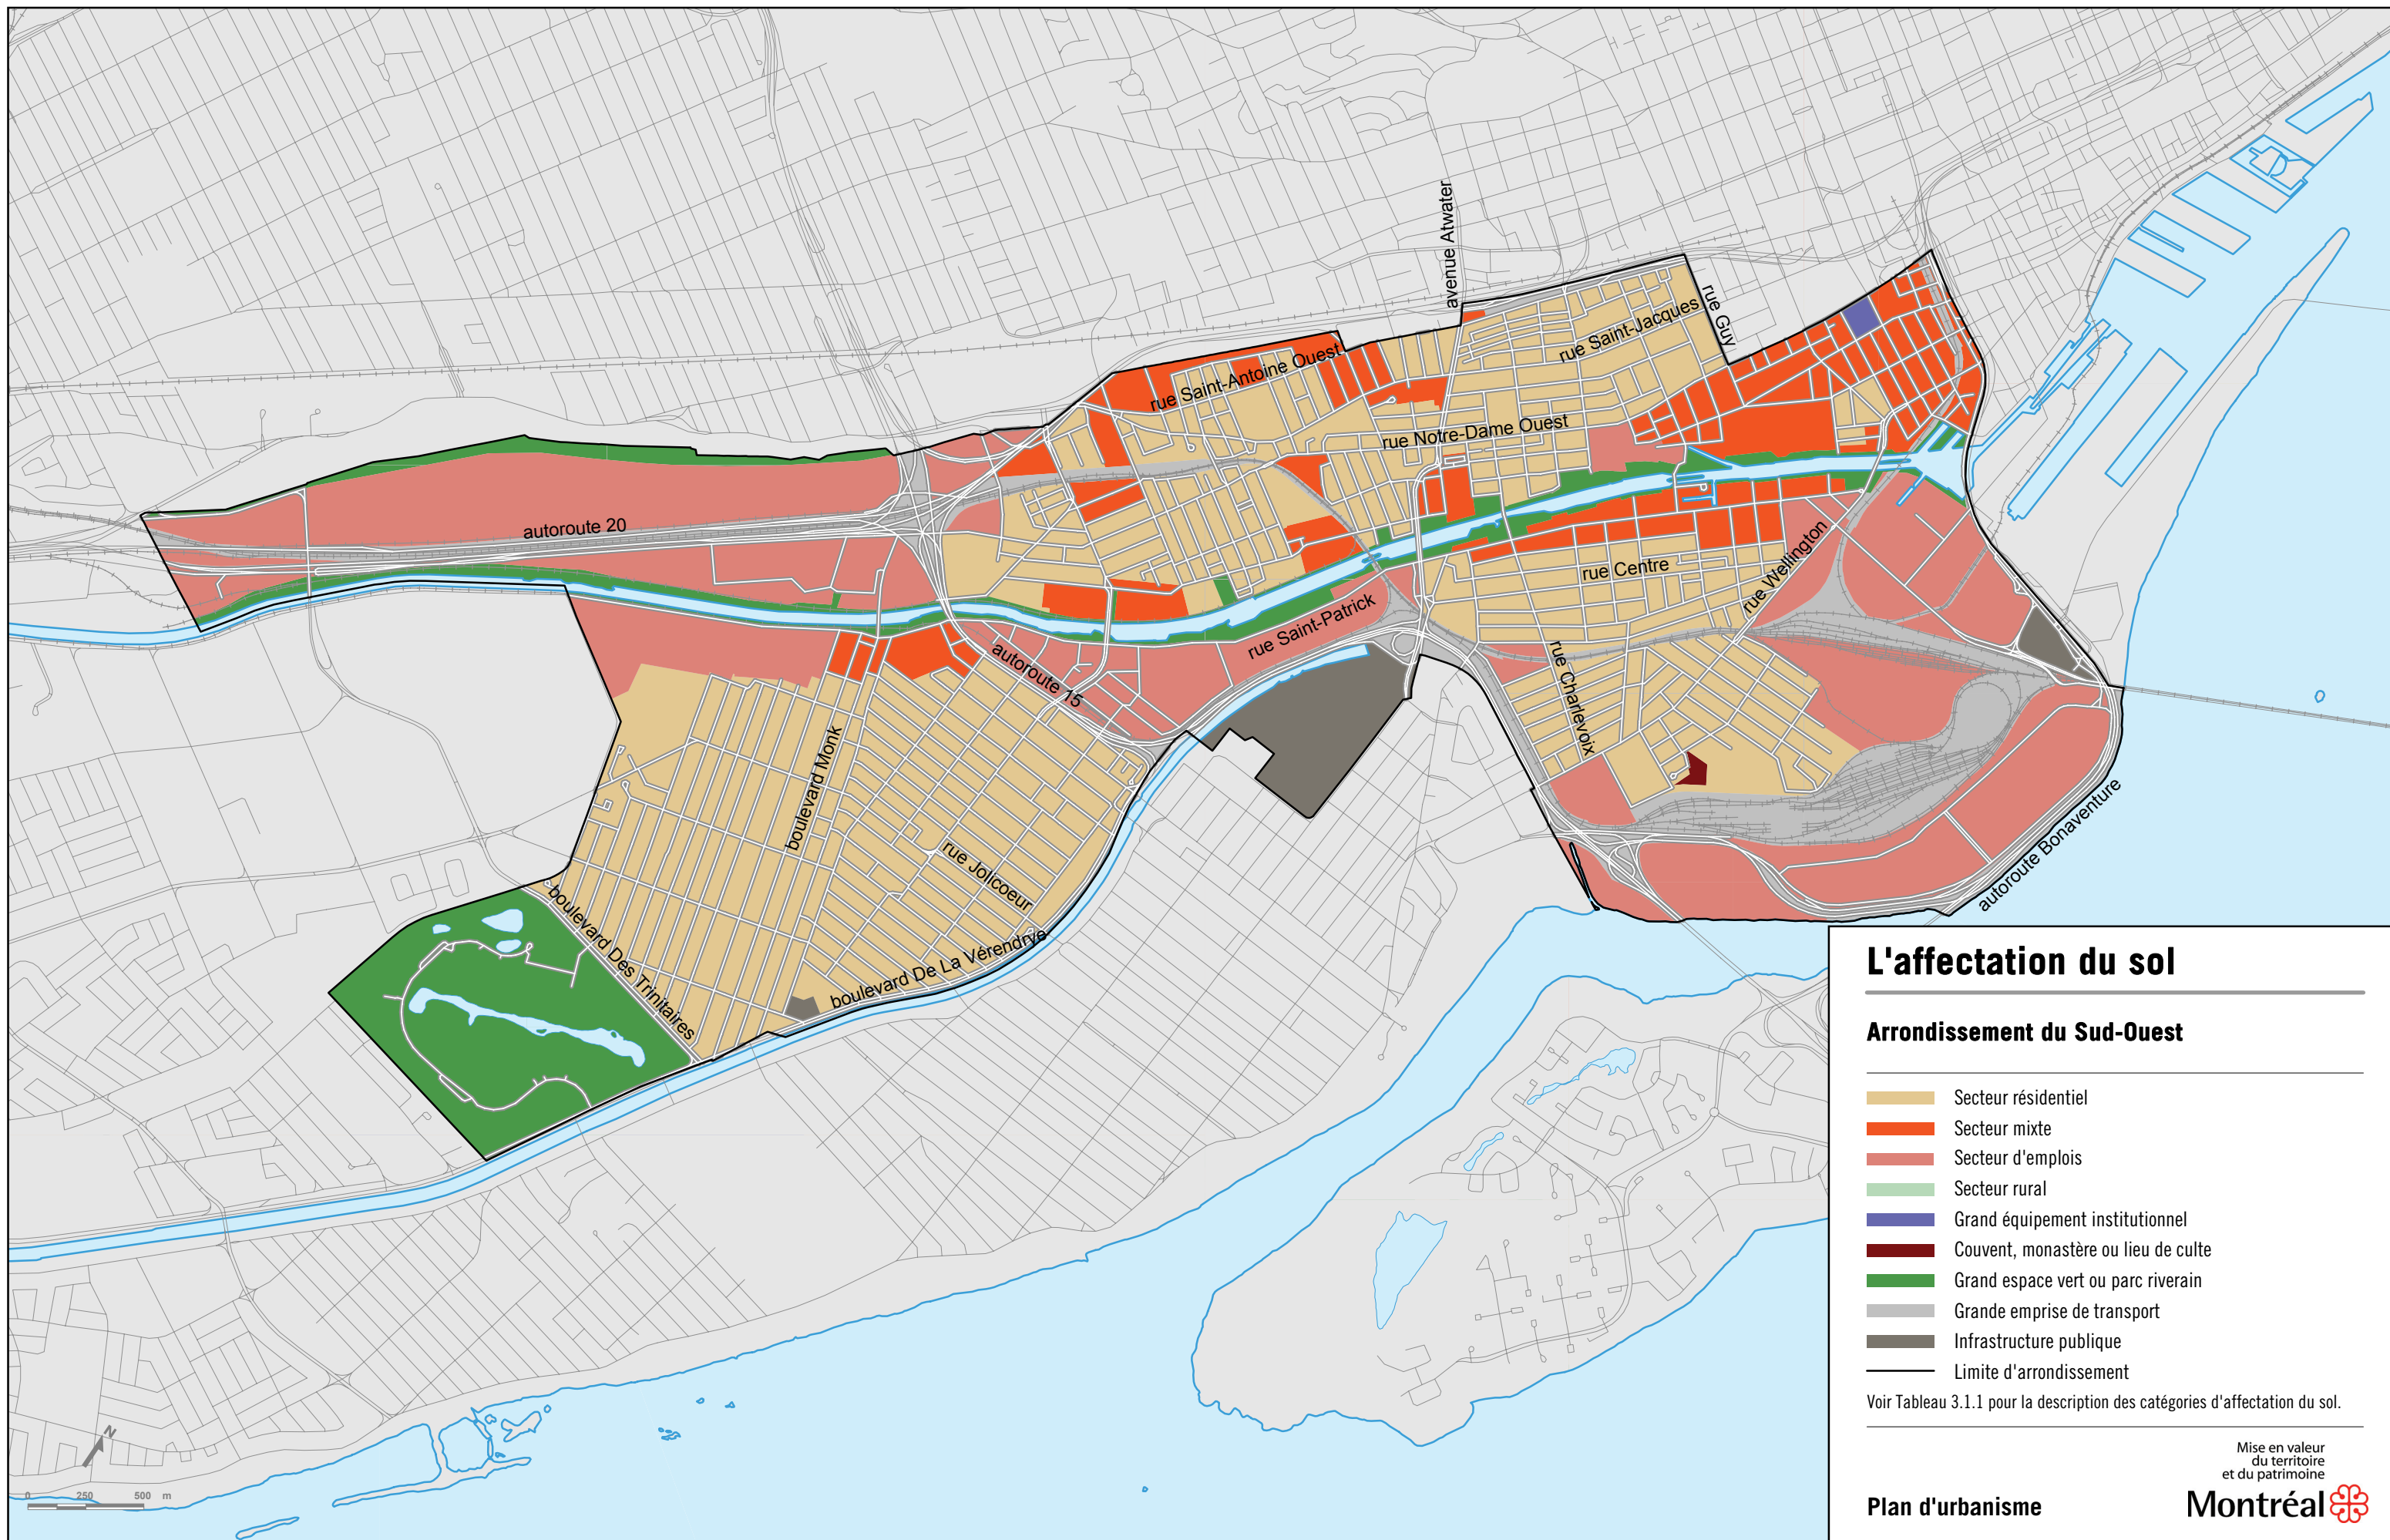 avenue Atwater
rue Guy
rue Saint-Jacques
rue Saint-Antoine Ouest
rue Notre-Dame Ouest
autoroute 20
rue Centre
rue Wellington
rue Saint-Patrick
autoroute 15
rue Charlevoix
boulevard Monk
rue Jolicoeur
autoroute Bonaventure
boulevard De La Vérendrye
boulevard Des Trinitaires
L'affectation du sol
Arrondissement du Sud-Ouest
Secteur résidentiel
Secteur mixte
Secteur d'emplois
Secteur rural
Grand équipement institutionnel
Couvent, monastère ou lieu de culte
Grand espace vert ou parc riverain
Grande emprise de transport
Infrastructure publique
Limite d'arrondissement
Voir Tableau 3.1.1 pour la description des catégories d'affectation du sol.
Mise en valeur
du territoire
et du patrimoine
Plan d'urbanisme
Montréal
N
0 250 500 m